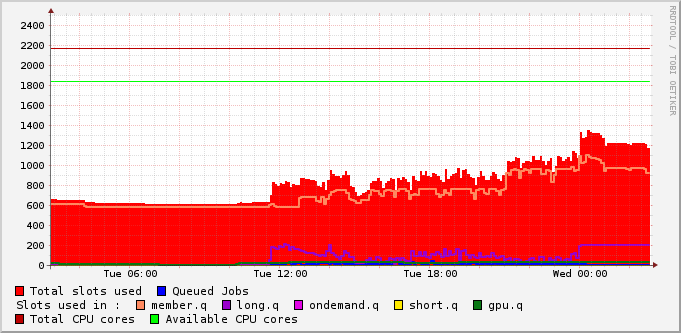 RRDTOOL / TOBI OETIKER
2400
2200
2000
1800
1600
1400
1200
1000
800
600
400
200
0
Tue 06:00 Tue 12:00 Tue 18:00 Wed 00:00
Total slots used Queued Jobs
Slots used in : member.q long.q ondemand.q short.q gpu.q
Total CPU cores Available CPU cores